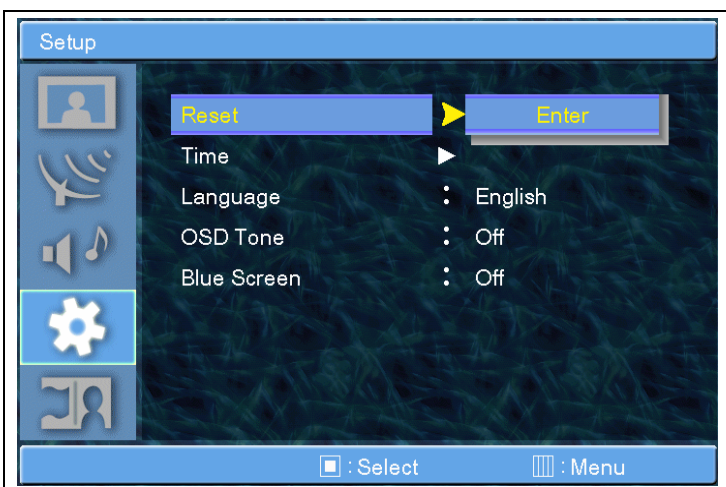 Setup
Reset Enter
Time
Language : English
OSD Tone : Off
Blue Screen : Off
: Select : Menu